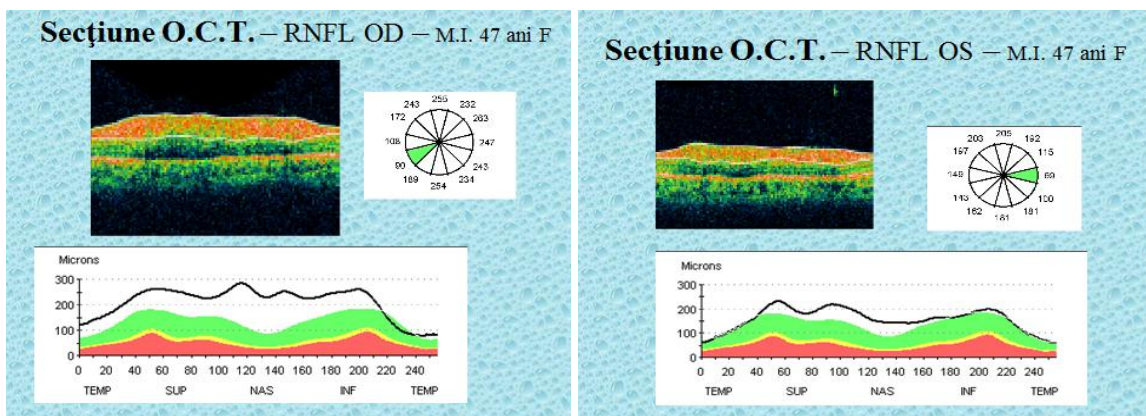 Secţiune O.C.T. – RNFL OD – M.I. 47 ani F
243 255 232
172 263
108 247
90 243
189 234
254
Microns
300
200
100
0
0 20 40 60 80 100 120 140 160 180 200 220 240
TEMP SUP NAS INF TEMP
Secţiune O.C.T. – RNFL OS – M.I. 47 ani F
203 205 192
197 115
149 69
143 100
162 181 181
Microns
300
200
100
0
0 20 40 60 80 100 120 140 160 180 200 220 240
TEMP SUP NAS INF TEMP